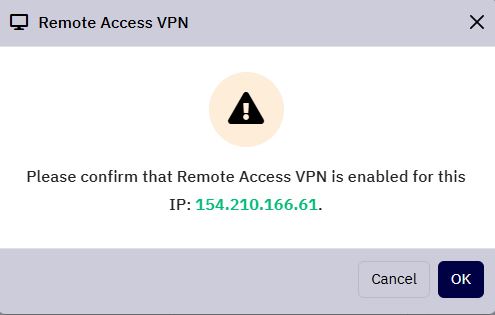 Remote Access VPN
Please confirm that Remote Access VPN is enabled for this
IP: 154.210.166.61.
Cancel
OK